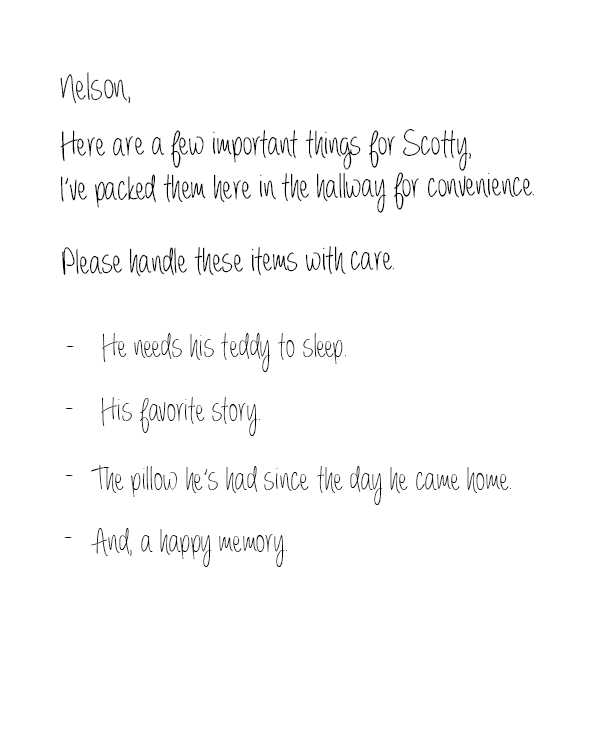 Nelson,
Here are a few important things for Scotty,
I've packed them here in the hallway for convenience.
Please handle these items with care.
- He needs his teddy to sleep.
- His favorite story.
- The pillow he's had since the day he came home.
- And, a happy memory.